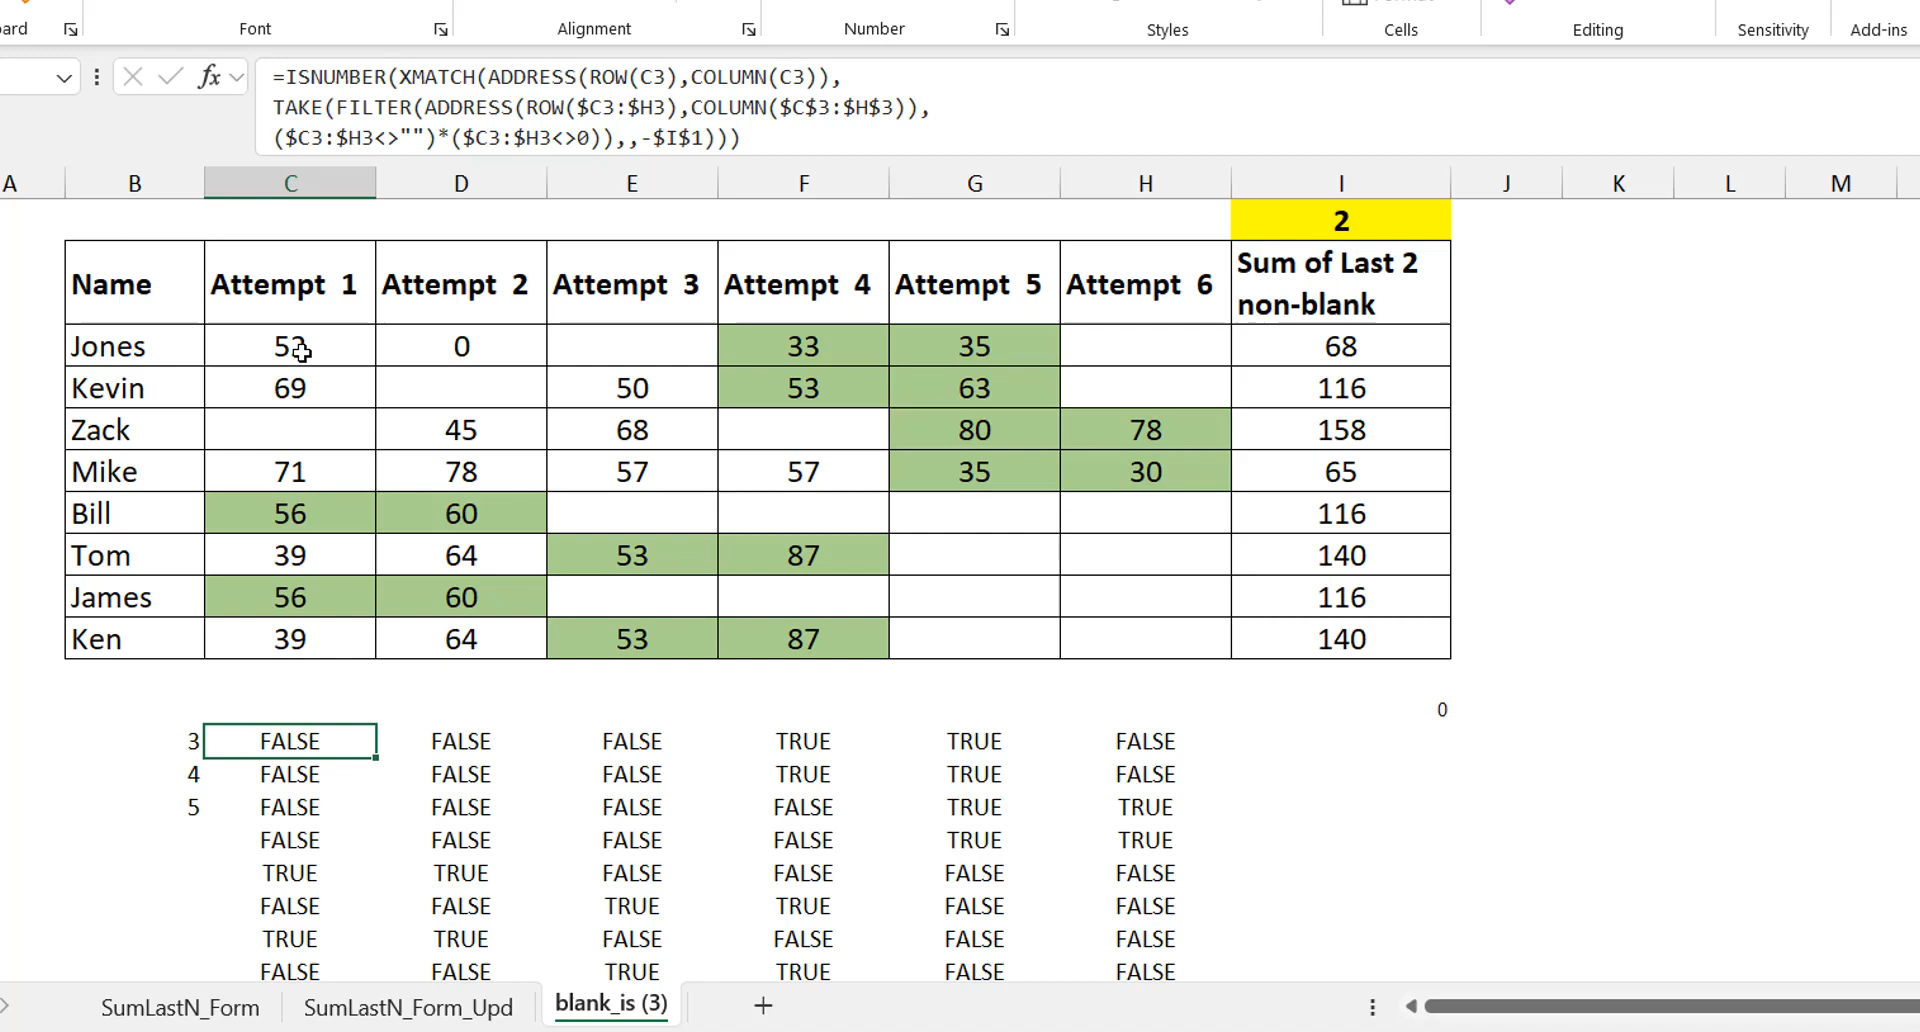 ard Font Alignment Number Styles Cells Editing Sensitivity Add-ins
fx =ISNUMBER(XMATCH(ADDRESS(ROW(C3),COLUMN(C3)),
TAKE(FILTER(ADDRESS(ROW($C3:$H3),COLUMN($C$3:$H$3)),
($C3:$H3<>"")*($C3:$H3<>0)),,-$I$1)))
A B C D E F G H I J K L M
2
Name Attempt 1 Attempt 2 Attempt 3 Attempt 4 Attempt 5 Attempt 6 Sum of Last 2
non-blank
Jones 0 33 35 68
Kevin 69 50 53 63 116
Zack 45 68 80 78 158
Mike 71 78 57 57 35 30 65
Bill 56 60 116
Tom 39 64 53 87 140
James 56 60 116
Ken 39 64 53 87 140
0
3 FALSE FALSE FALSE TRUE TRUE FALSE
4 FALSE FALSE FALSE TRUE TRUE FALSE
5 FALSE FALSE FALSE FALSE TRUE TRUE
FALSE FALSE FALSE FALSE TRUE TRUE
TRUE TRUE FALSE FALSE FALSE FALSE
FALSE FALSE TRUE TRUE FALSE FALSE
TRUE TRUE FALSE FALSE FALSE FALSE
FALSE FALSE TRUE TRUE FALSE FALSE
SumLastN_Form SumLastN_Form_Upd blank_is (3)